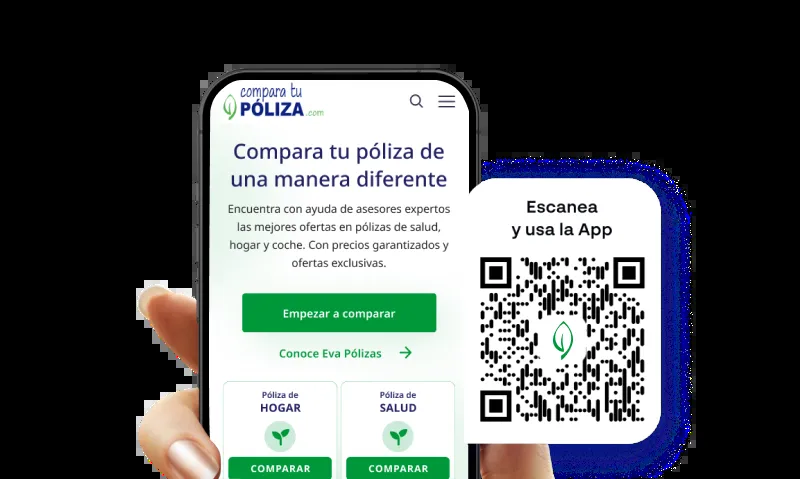 compara tu
PÓLIZA.com
Compara tu póliza de
una manera diferente
Encuentra con ayuda de asesores expertos
las mejores ofertas en pólizas de salud,
hogar y coche. Con precios garantizados y
ofertas exclusivas.
Empezar a comparar
Conoce Eva Pólizas
Póliza de
HOGAR
COMPARAR
Póliza de
SALUD
COMPARAR
Escanea
y usa la App